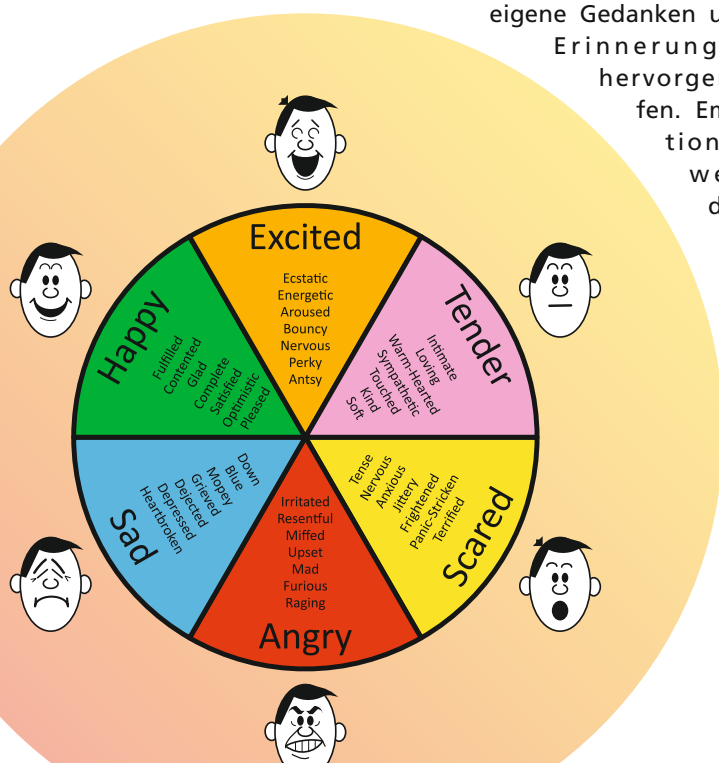 eigene Gedanken u
Erinnerung
hervorge
fen. Em
tion
we
d
Excited
Ecstatic
Energetic
Aroused
Bouncy
Nervous
Perky
Antsy
Tender
Intimate
Loving
Warm-Hearted
Sympathetic
Touched
Kind
Soft
Scared
Tense
Nervous
Anxious
Jittery
Frightened
Panic-Stricken
Terrified
Angry
Irritated
Resentful
Miffed
Upset
Mad
Furious
Raging
Sad
Down
Blue
Mopey
Grieved
Dejected
Depressed
Heartbroken
Happy
Fulfilled
Contented
Glad
Complete
Satisfied
Optimistic
Pleased